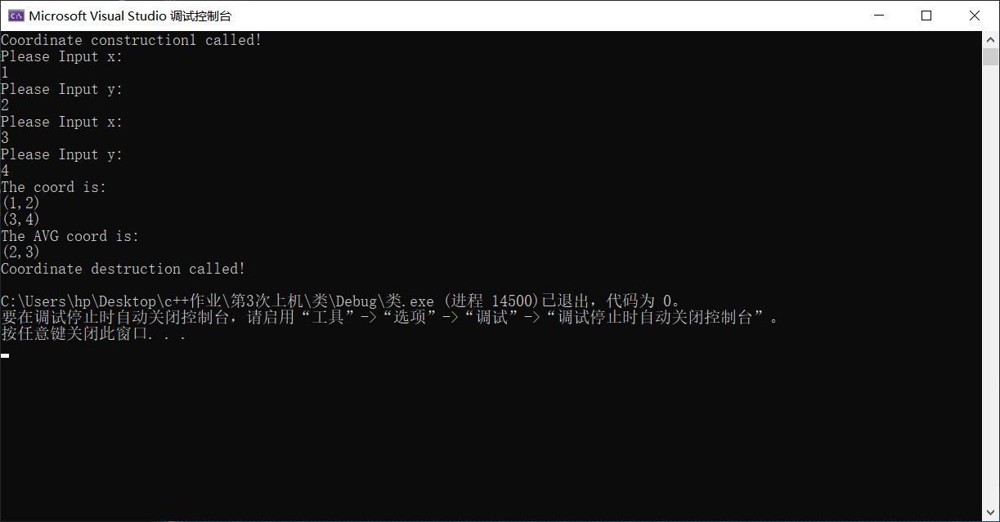 Microsoft Visual Studio 调试控制台
Coordinate construction1 called!
Please Input x:
1
Please Input y:
2
Please Input x:
3
Please Input y:
4
The coord is:
(1,2)
(3,4)
The AVG coord is:
(2,3)
Coordinate destruction called!
C:\Users\hp\Desktop\c++作业\第3次上机\类\Debug\类.exe (进程 14500)已退出，代码为 0。
要在调试停止时自动关闭控制台，请启用“工具”->“选项”->“调试”->“调试停止时自动关闭控制台”。
按任意键关闭此窗口. . .